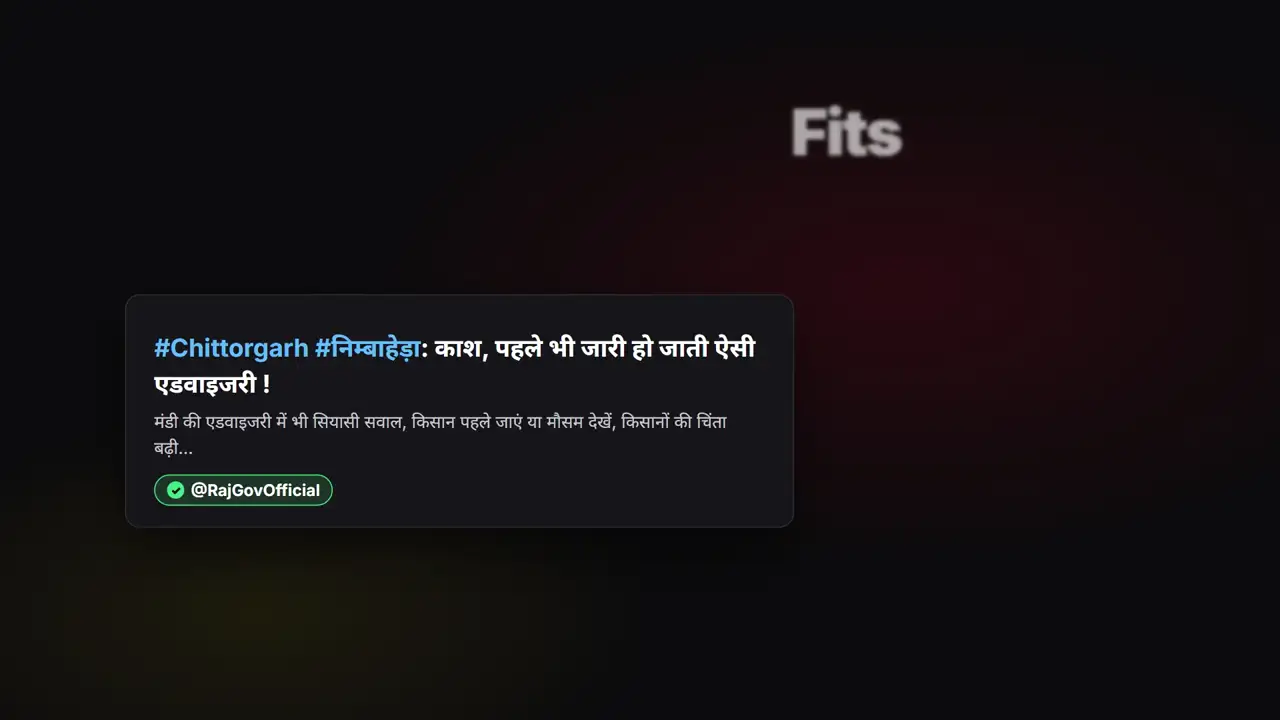 Fits
#Chittorgarh #निम्बाहेड़ा: काश, पहले भी जारी हो जाती ऐसी
एडवाइजरी !
मंडी की एडवाइजरी में भी सियासी सवाल, किसान पहले जाएं या मौसम देखें, किसानों की चिंता
बढ़ी...
@RajGovOfficial